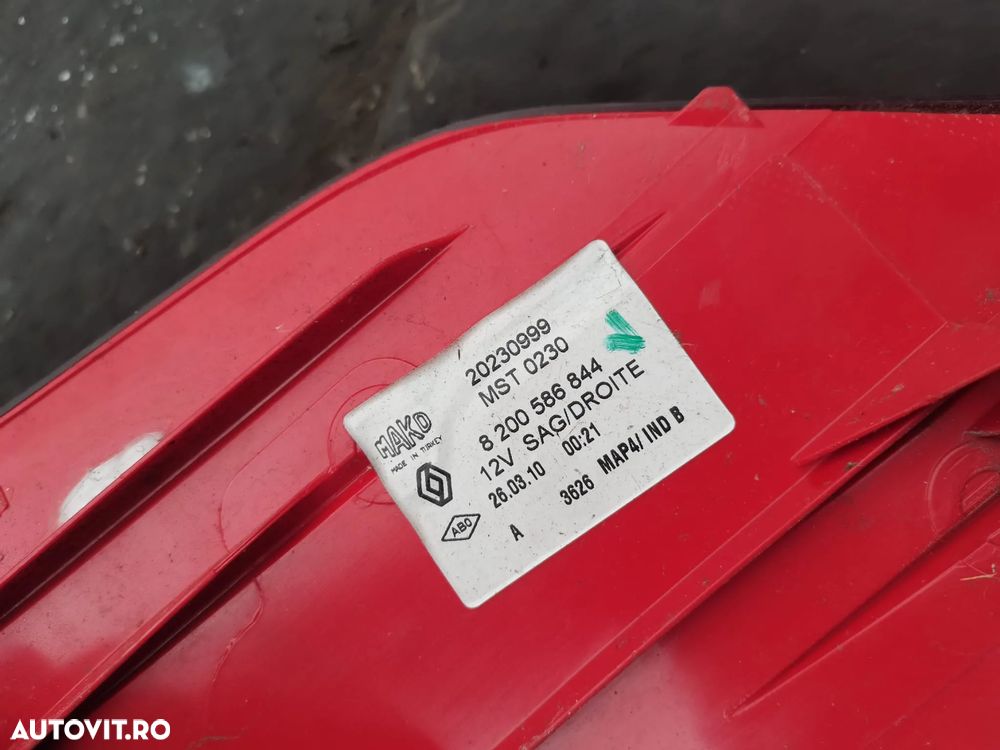 20230999
MST 0230
MAKO
MADE IN TURKEY
8 200 586 844
12V SAG/DROITE
26.03.10 00:21
ABO
A 3626 MAP4/ IND B
AUTOVIT.RO